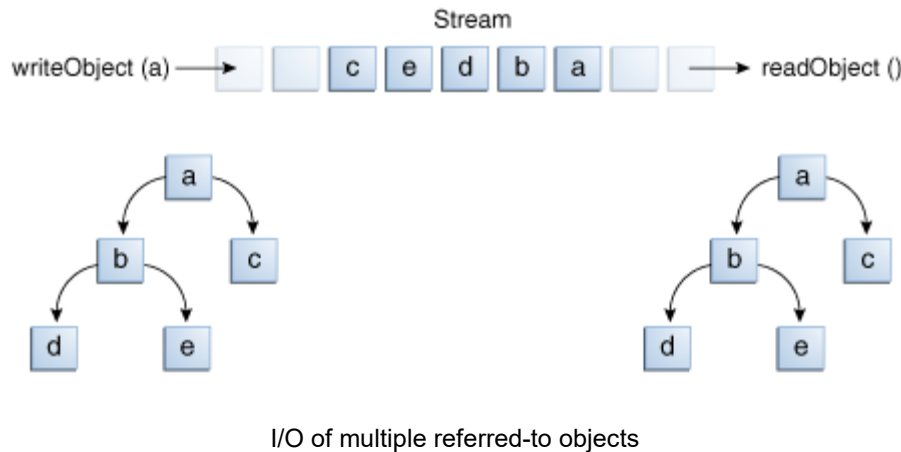 Stream
writeObject (a) c e d b a readObject ()
a a
b c b c
d e d e
I/O of multiple referred-to objects